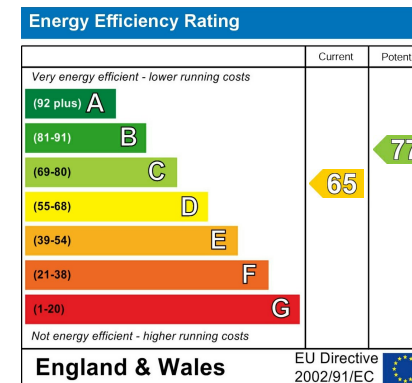 Energy Efficiency Rating
Current Potent
Very energy efficient - lower running costs
(92 plus) A
(81-91) B
(69-80) C
(55-68) D
(39-54) E
(21-38) F
(1-20) G
65
77
Not energy efficient - higher running costs
England & Wales
EU Directive
2002/91/EC